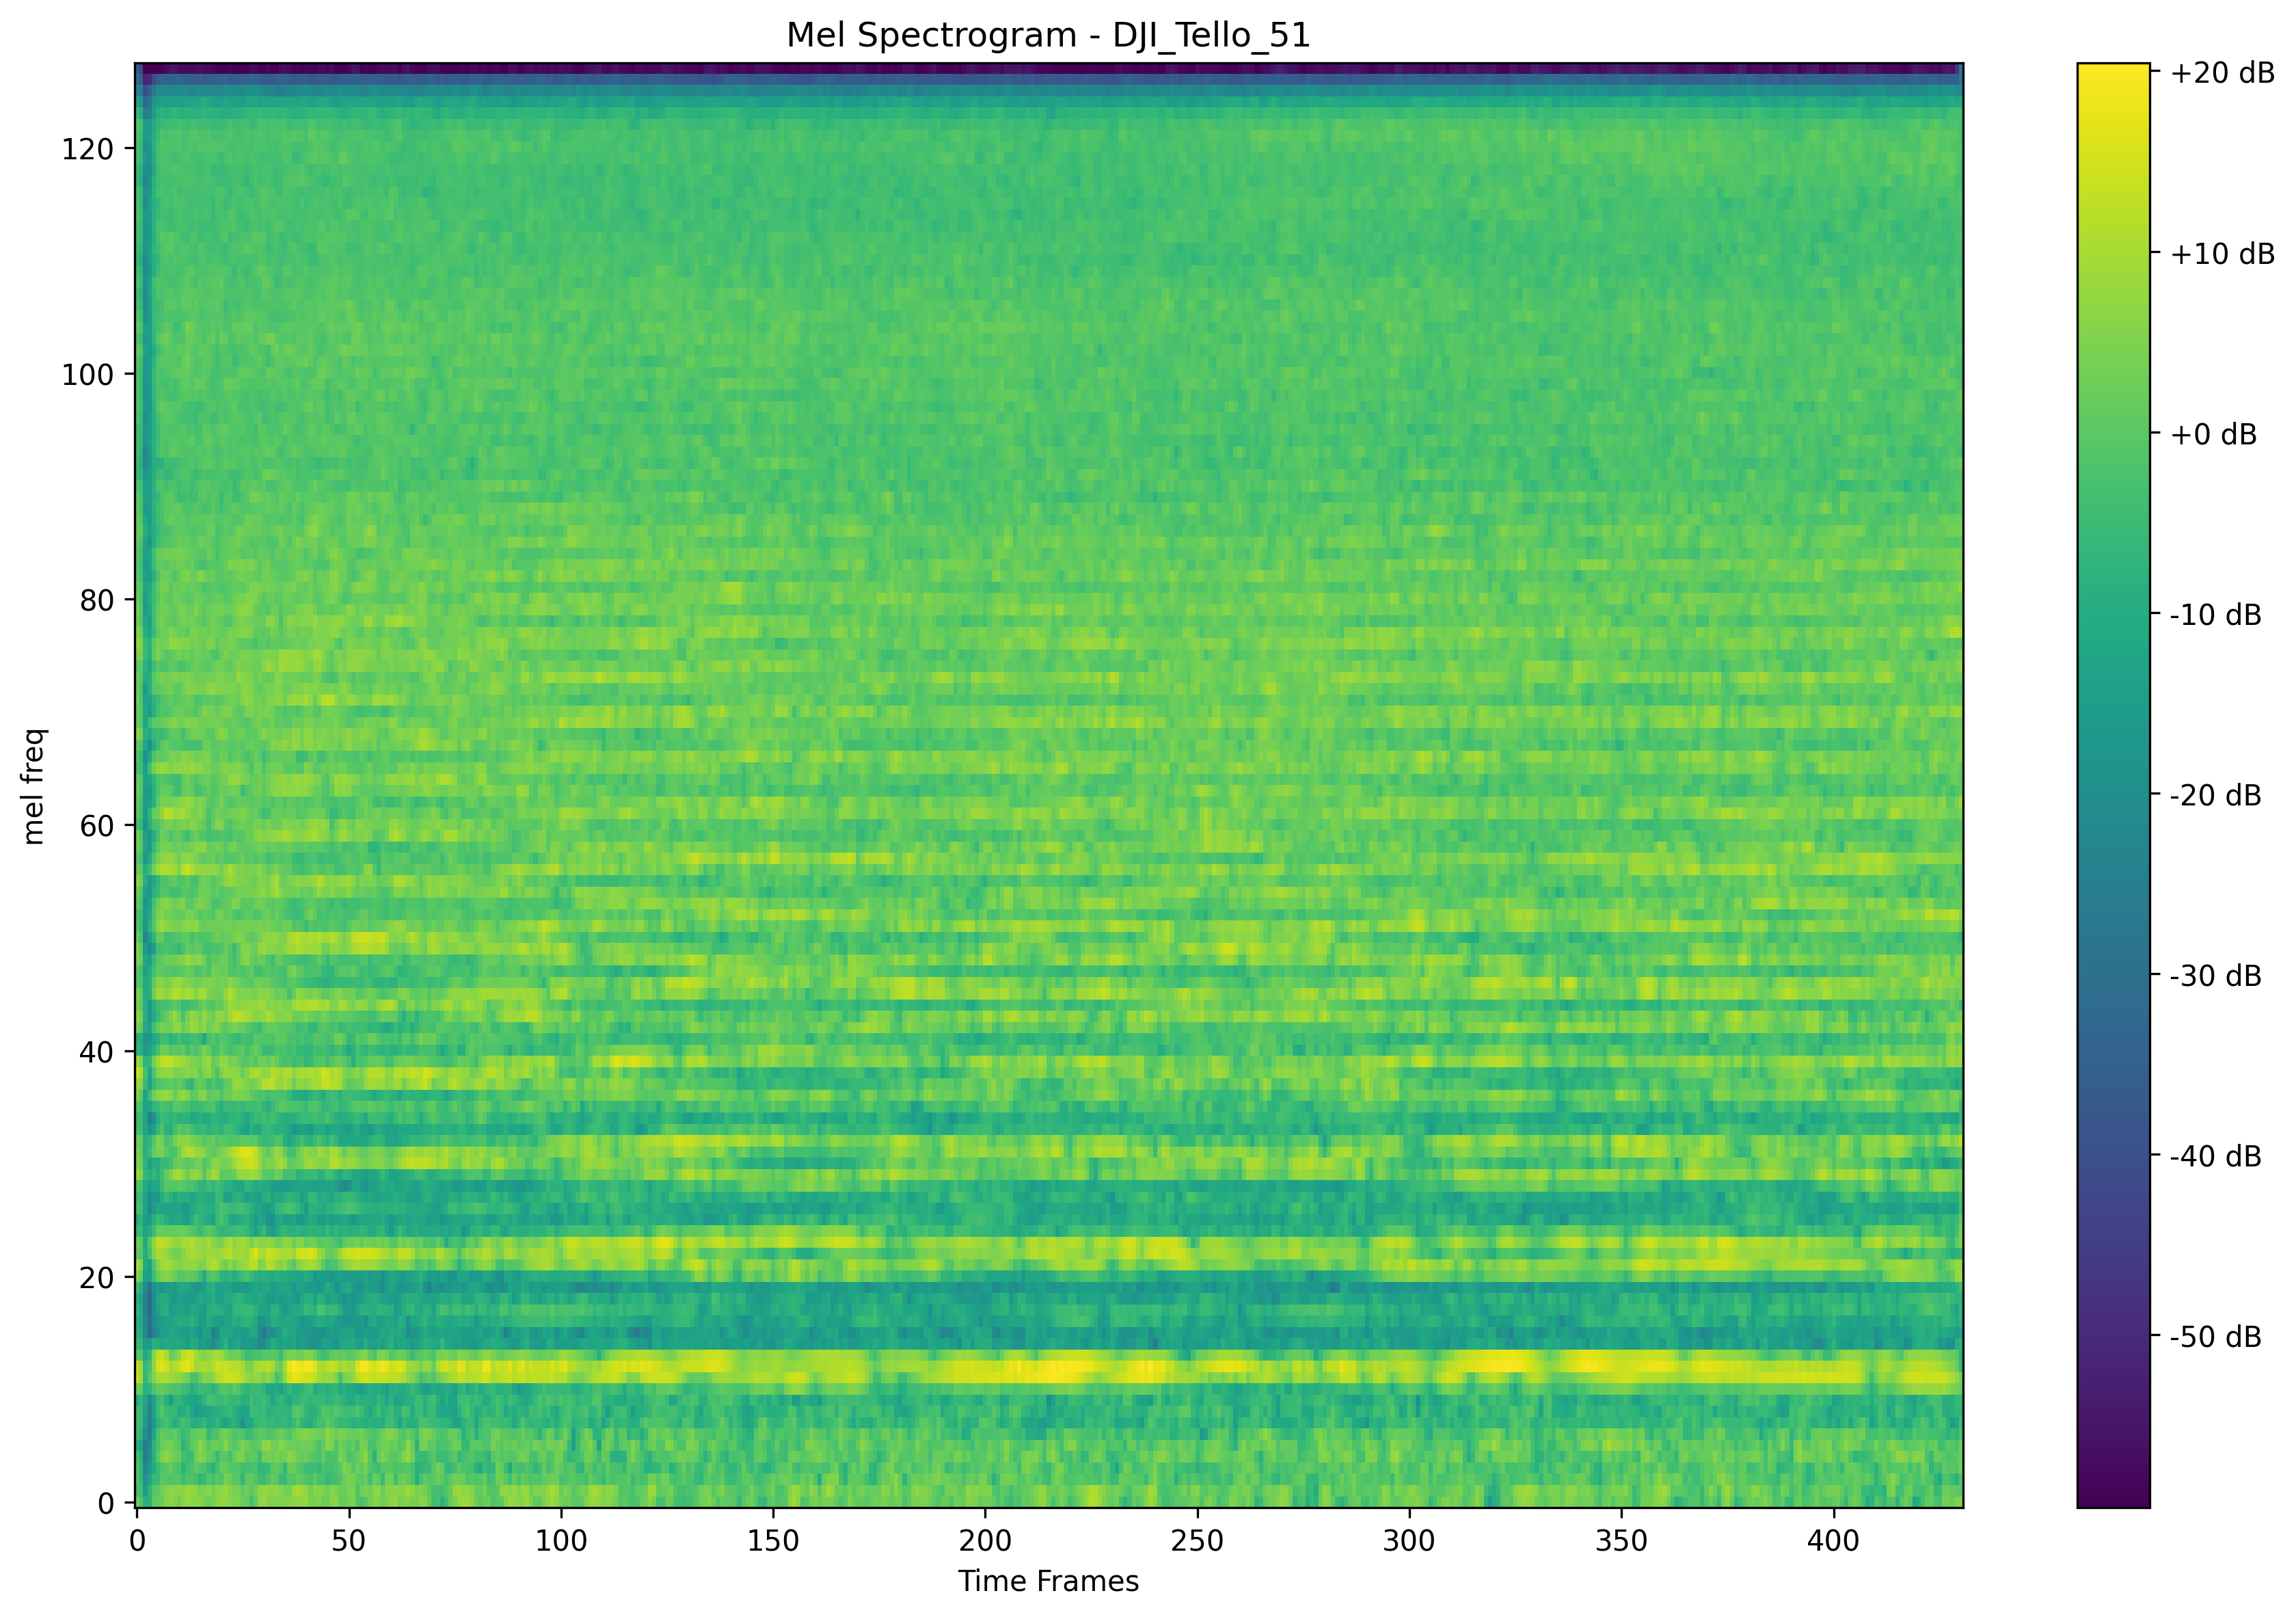 Mel Spectrogram - DJI_Tello_51
mel freq
120
100
80
60
40
20
0
0 50 100 150 200 250 300 350 400
Time Frames
+20 dB
+10 dB
+0 dB
-10 dB
-20 dB
-30 dB
-40 dB
-50 dB